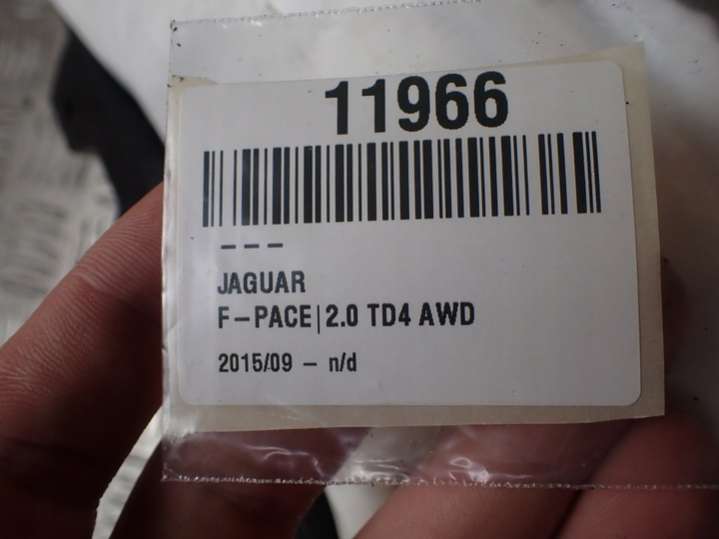 11966
---
JAGUAR
F-PACE|2.0 TD4 AWD
2015/09 - n/d